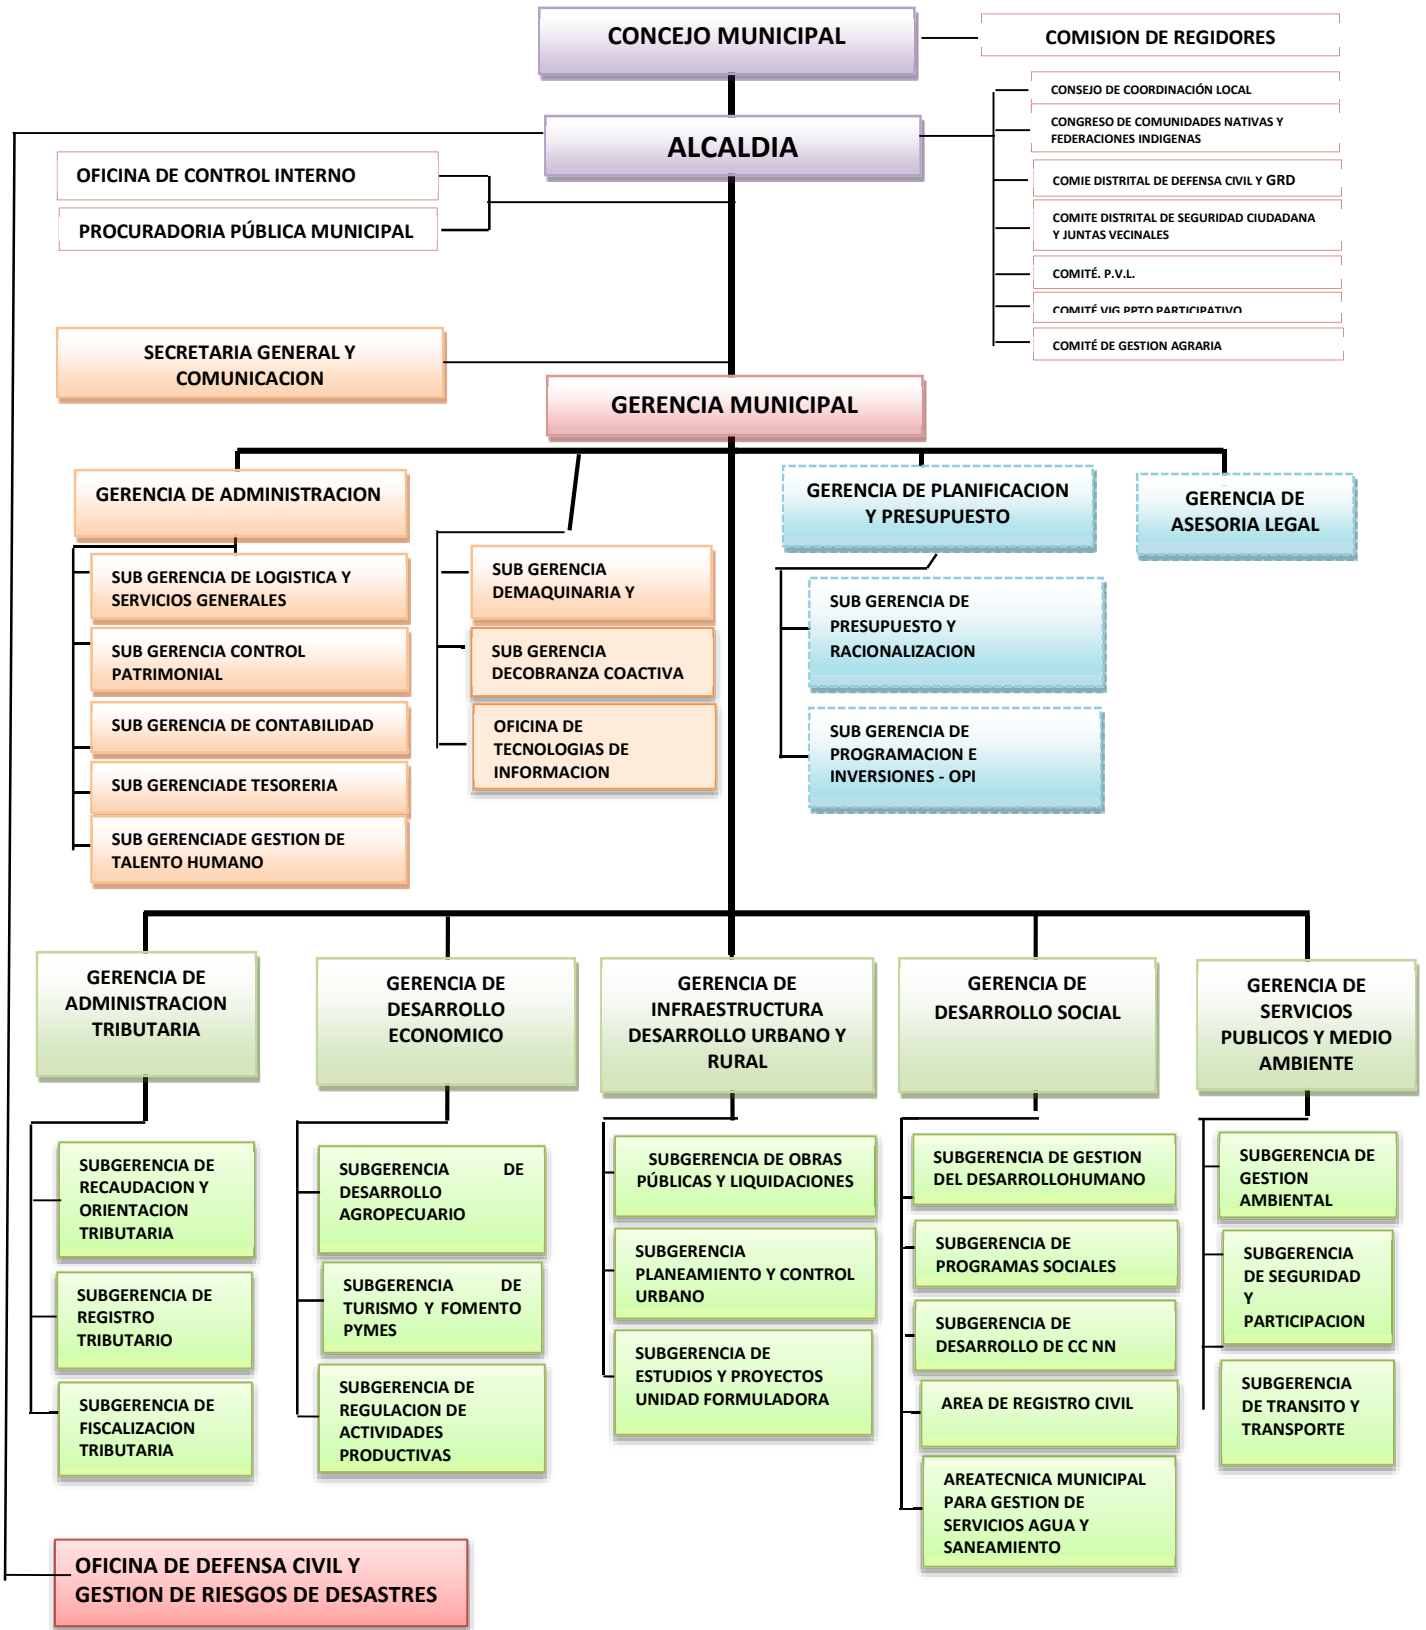 CONCEJO MUNICIPAL
COMISION DE REGIDORES
ALCALDIA
CONSEJO DE COORDINACIÓN LOCAL
CONGRESO DE COMUNIDADES NATIVAS Y
FEDERACIONES INDIGENAS
COMIE DISTRITAL DE DEFENSA CIVIL Y GRD
COMITE DISTRITAL DE SEGURIDAD CIUDADANA
Y JUNTAS VECINALES
COMITÉ. P.V.L.
COMITÉ VIG PPTO PARTICIPATIVO
COMITÉ DE GESTION AGRARIA
OFICINA DE CONTROL INTERNO
PROCURADORIA PÚBLICA MUNICIPAL
SECRETARIA GENERAL Y
COMUNICACION
GERENCIA MUNICIPAL
GERENCIA DE ADMINISTRACION
SUB GERENCIA DE LOGISTICA Y
SERVICIOS GENERALES
SUB GERENCIA CONTROL
PATRIMONIAL
SUB GERENCIA DE CONTABILIDAD
SUB GERENCIADE TESORERIA
SUB GERENCIADE GESTION DE
TALENTO HUMANO
SUB GERENCIA
DEMAQUINARIA Y
SUB GERENCIA
DECOBRANZA COACTIVA
OFICINA DE
TECNOLOGIAS DE
INFORMACION
GERENCIA DE PLANIFICACION
Y PRESUPUESTO
SUB GERENCIA DE
PRESUPUESTO Y
RACIONALIZACION
SUB GERENCIA DE
PROGRAMACION E
INVERSIONES - OPI
GERENCIA DE
ASESORIA LEGAL
GERENCIA DE
ADMINISTRACION
TRIBUTARIA
SUBGERENCIA DE
RECAUDACION Y
ORIENTACION
TRIBUTARIA
SUBGERENCIA DE
REGISTRO
TRIBUTARIO
SUBGERENCIA DE
FISCALIZACION
TRIBUTARIA
GERENCIA DE
DESARROLLO
ECONOMICO
SUBGERENCIA DE
DESARROLLO
AGROPECUARIO
SUBGERENCIA DE
TURISMO Y FOMENTO
PYMES
SUBGERENCIA DE
REGULACION DE
ACTIVIDADES
PRODUCTIVAS
GERENCIA DE
INFRAESTRUCTURA
DESARROLLO URBANO Y
RURAL
SUBGERENCIA DE OBRAS
PÚBLICAS Y LIQUIDACIONES
SUBGERENCIA
PLANEAMIENTO Y CONTROL
URBANO
SUBGERENCIA DE
ESTUDIOS Y PROYECTOS
UNIDAD FORMULADORA
GERENCIA DE
DESARROLLO SOCIAL
SUBGERENCIA DE GESTION
DEL DESARROLLOHUMANO
SUBGERENCIA DE
PROGRAMAS SOCIALES
SUBGERENCIA DE
DESARROLLO DE CC NN
AREA DE REGISTRO CIVIL
AREATECNICA MUNICIPAL
PARA GESTION DE
SERVICIOS AGUA Y
SANEAMIENTO
GERENCIA DE
SERVICIOS
PUBLICOS Y MEDIO
AMBIENTE
SUBGERENCIA DE
GESTION
AMBIENTAL
SUBGERENCIA
DE SEGURIDAD
Y
PARTICIPACION
SUBGERENCIA
DE TRANSITO Y
TRANSPORTE
OFICINA DE DEFENSA CIVIL Y
GESTION DE RIESGOS DE DESASTRES